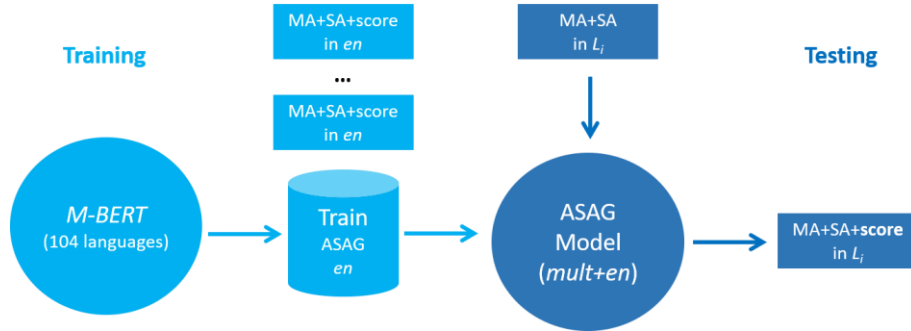 Training
MA+SA+score
in en
...
MA+SA+score
in en
M-BERT
(104 languages)
Train
ASAG
en
MA+SA
in Li
ASAG
Model
(mult+en)
Testing
MA+SA+score
in Li